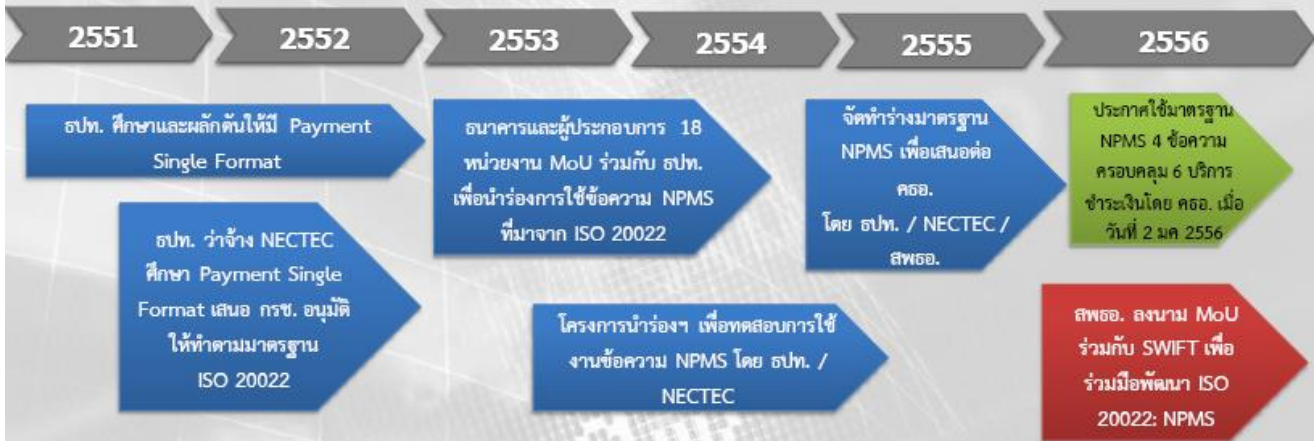 2551
2552
2553
2554
2555
2556
ธปท. ศึกษาและผลักดันให้มี Payment
Single Format
ธปท. ว่าจ้าง NECTEC
ศึกษา Payment Single
Format เสนอ กรช. อนุมัติ
ให้ทำตามมาตรฐาน
ISO 20022
ธนาคารและผู้ประกอบการ 18
หน่วยงาน MoU ร่วมกับ ธปท.
เพื่อนำร่องการใช้ข้อความ NPMS
ที่มาจาก ISO 20022
โครงการนำร่องฯ เพื่อทดสอบการใช้
งานข้อความ NPMS โดย ธปท. /
NECTEC
จัดทำร่างมาตรฐาน
NPMS เพื่อเสนอต่อ
คธอ.
โดย ธปท. / NECTEC /
สพธอ.
ประกาศใช้มาตรฐาน
NPMS 4 ข้อความ
ครอบคลุม 6 บริการ
ชำระเงินโดย คธอ. เมื่อ
วันที่ 2 มค 2556
สพธอ. ลงนาม MoU
ร่วมกับ SWIFT เพื่อ
ร่วมมือพัฒนา ISO
20022: NPMS